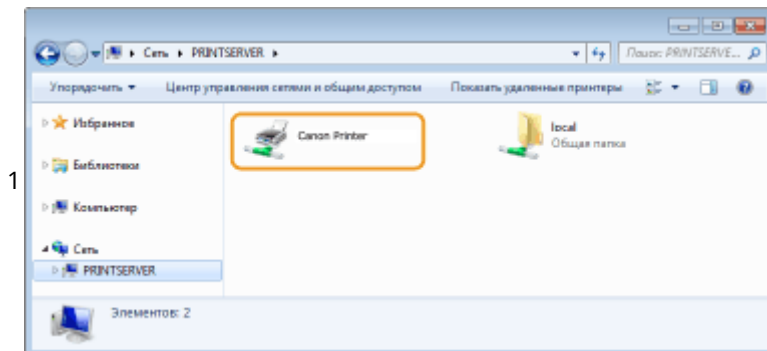 Сеть ▸ PRINTSERVER ▸
Поиск: PRINTSERVE...
Упорядочить ▾ Центр управления сетями и общим доступом Показать удаленные принтеры
Избранное
Canon Printer
local
Общая папка
Библиотеки
1
Компьютер
Сеть
PRINTSERVER
Элементов: 2